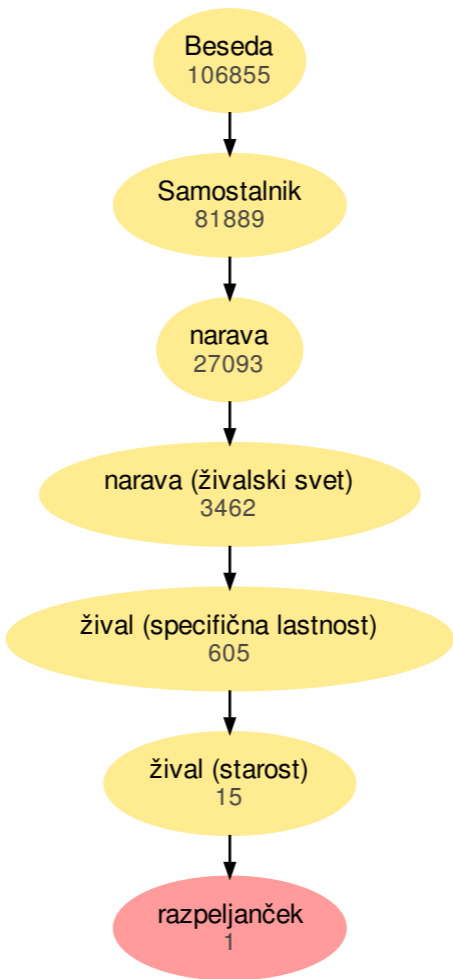 Beseda
106855
Samostalnik
81889
narava
27093
narava (živalski svet)
3462
žival (specifična lastnost)
605
žival (starost)
15
razpeljanček
1